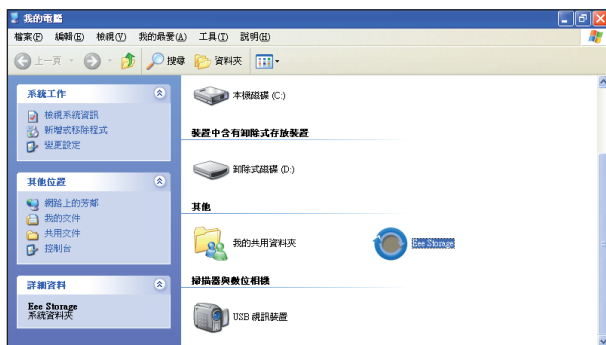 我的電腦
檔案(F) 編輯(E) 檢視(V) 我的最愛(A) 工具(T) 說明(H)
上一頁 搜尋 資料夾
系統工作
檢視系統資訊
新增或移除程式
變更設定
其他位置
網路上的芳鄰
我的文件
共用文件
控制台
詳細資料
Eee Storage
系統資料夾
本機磁碟 (C:)
裝置中含有卸除式存放裝置
卸除式磁碟 (D:)
其他
我的共用資料夾
Eee Storage
掃描器與數位相機
USB 視訊裝置